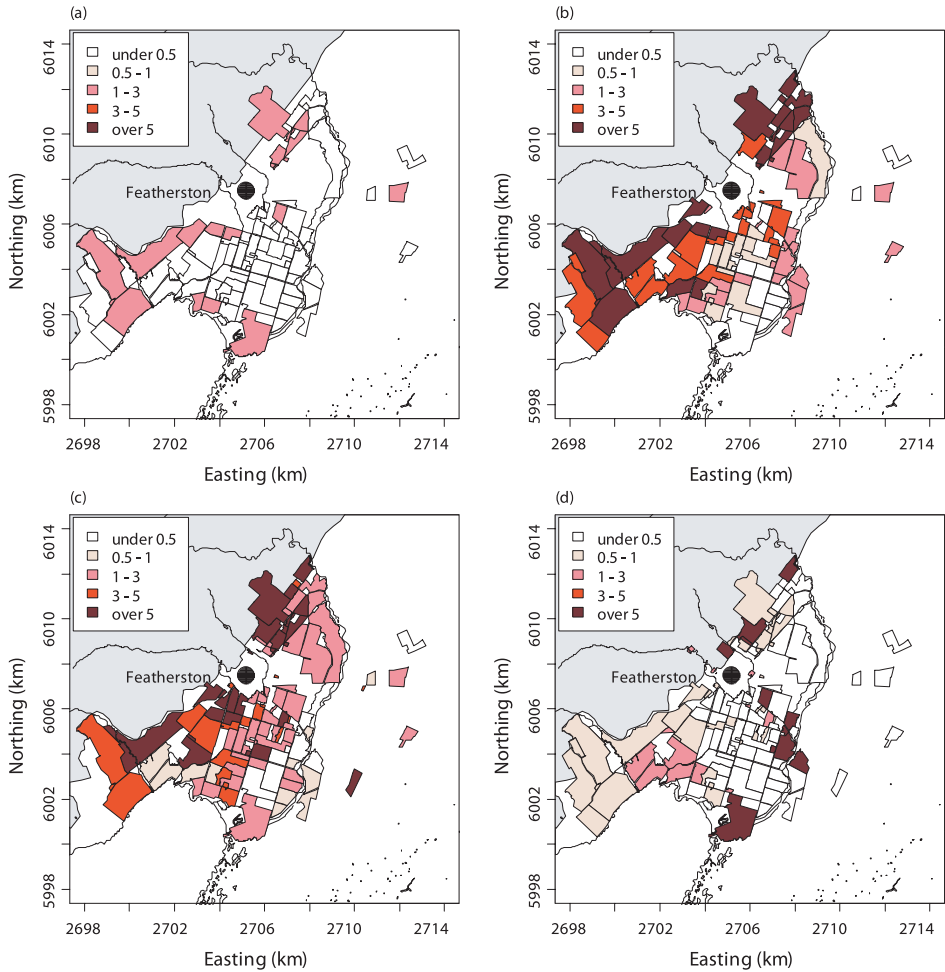 (a)
under 0.5
0.5 - 1
1 - 3
3 - 5
over 5
Featherston
Northing (km)
6014
6010
6006
6002
5998
2698
2702
2706
2710
2714
Easting (km)
(b)
under 0.5
0.5 - 1
1 - 3
3 - 5
over 5
Featherston
Northing (km)
6014
6010
6006
6002
5998
2698
2702
2706
2710
2714
Easting (km)
(c)
under 0.5
0.5 - 1
1 - 3
3 - 5
over 5
Featherston
Northing (km)
6014
6010
6006
6002
5998
2698
2702
2706
2710
2714
Easting (km)
(d)
under 0.5
0.5 - 1
1 - 3
3 - 5
over 5
Featherston
Northing (km)
6014
6010
6006
6002
5998
2698
2702
2706
2710
2714
Easting (km)